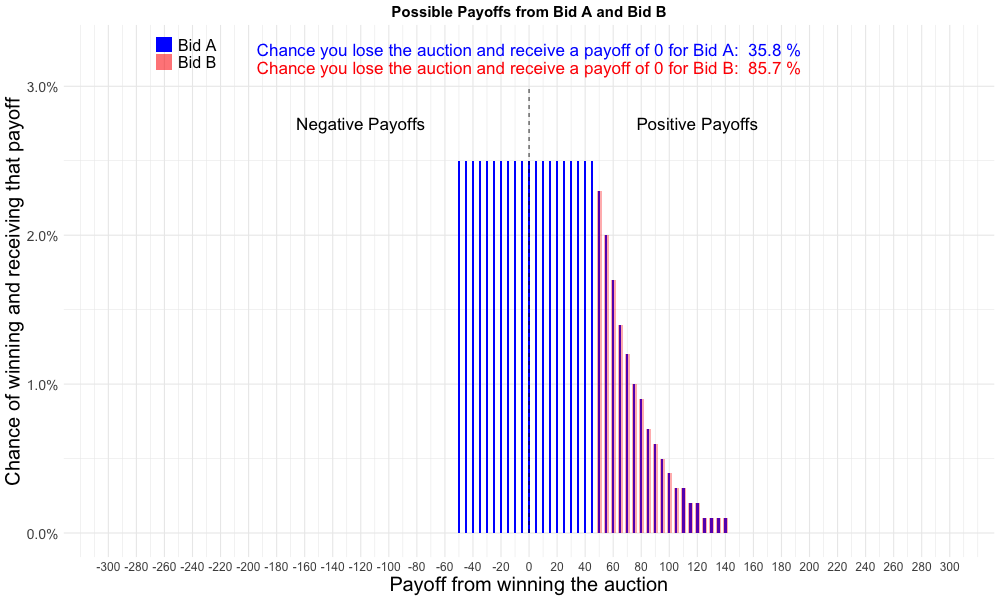 Possible Payoffs from Bid A and Bid B
Bid A
Bid B
Chance you lose the auction and receive a payoff of 0 for Bid A:  35.8 %
Chance you lose the auction and receive a payoff of 0 for Bid B:  85.7 %
Negative Payoffs
Positive Payoffs
Chance of winning and receiving that payoff
3.0%
2.0%
1.0%
0.0%
-300 -280 -260 -240 -220 -200 -180 -160 -140 -120 -100 -80 -60 -40 -20 0 20 40 60 80 100 120 140 160 180 200 220 240 260 280 300
Payoff from winning the auction